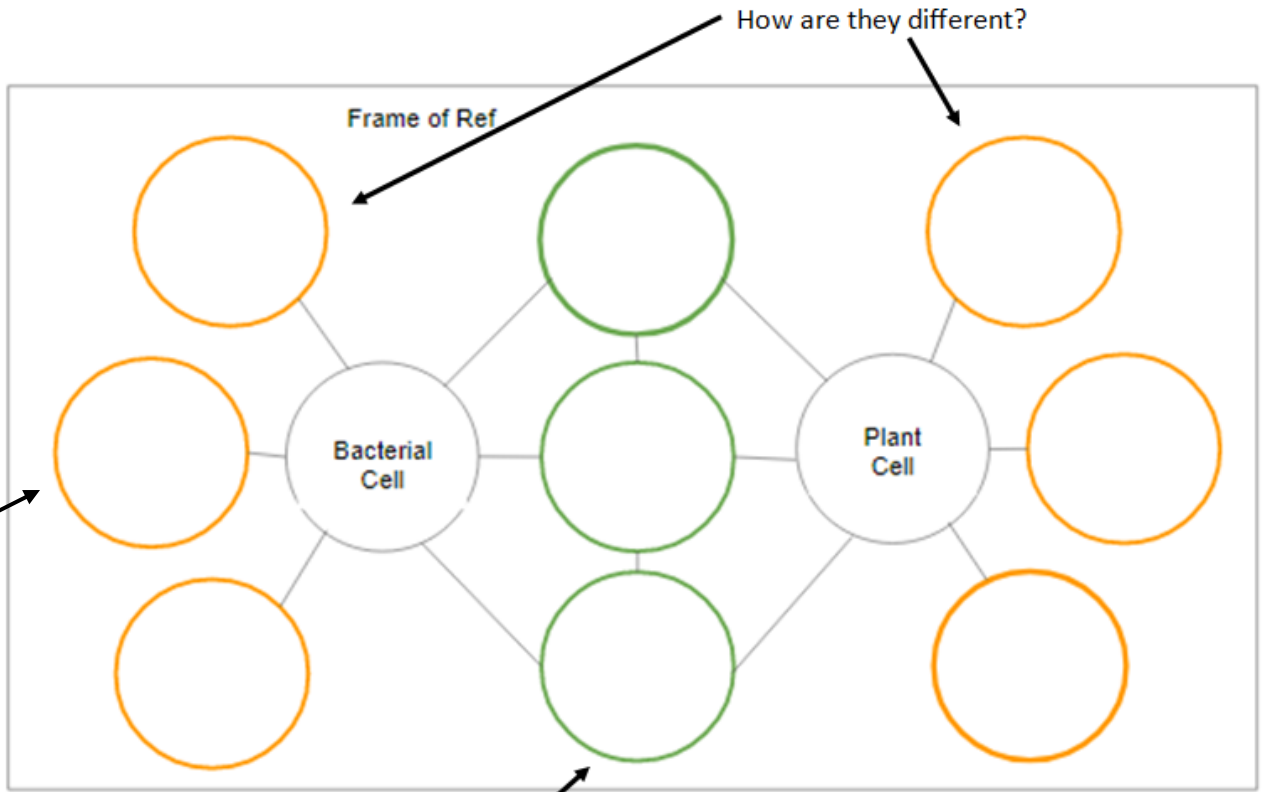 How are they different?
Frame of Ref
Bacterial
Cell
Plant
Cell